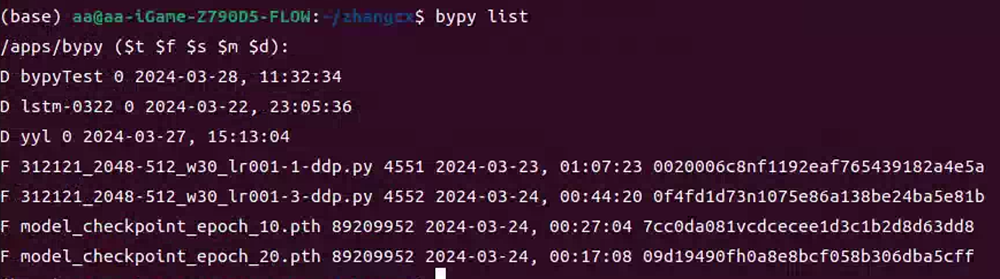 (base) aa@aa-iGame-Z790D5-FLOW:~/zhangcx$ bypy list
/apps/bypy ($t $f $s $m $d):
D bypyTest 0 2024-03-28, 11:32:34
D lstm-0322 0 2024-03-22, 23:05:36
D yyl 0 2024-03-27, 15:13:04
F 312121_2048-512_w30_lr001-1-ddp.py 4551 2024-03-23, 01:07:23 0020006c8nf1192eaf765439182a4e5a
F 312121_2048-512_w30_lr001-3-ddp.py 4552 2024-03-24, 00:44:20 0f4fd1d73n1075e86a138be24ba5e81b
F model_checkpoint_epoch_10.pth 89209952 2024-03-24, 00:27:04 7cc0da081vcdcecee1d3c1b2d8d63dd8
F model_checkpoint_epoch_20.pth 89209952 2024-03-24, 00:17:08 09d19490fh0a8e8bcf058b306dba5cff